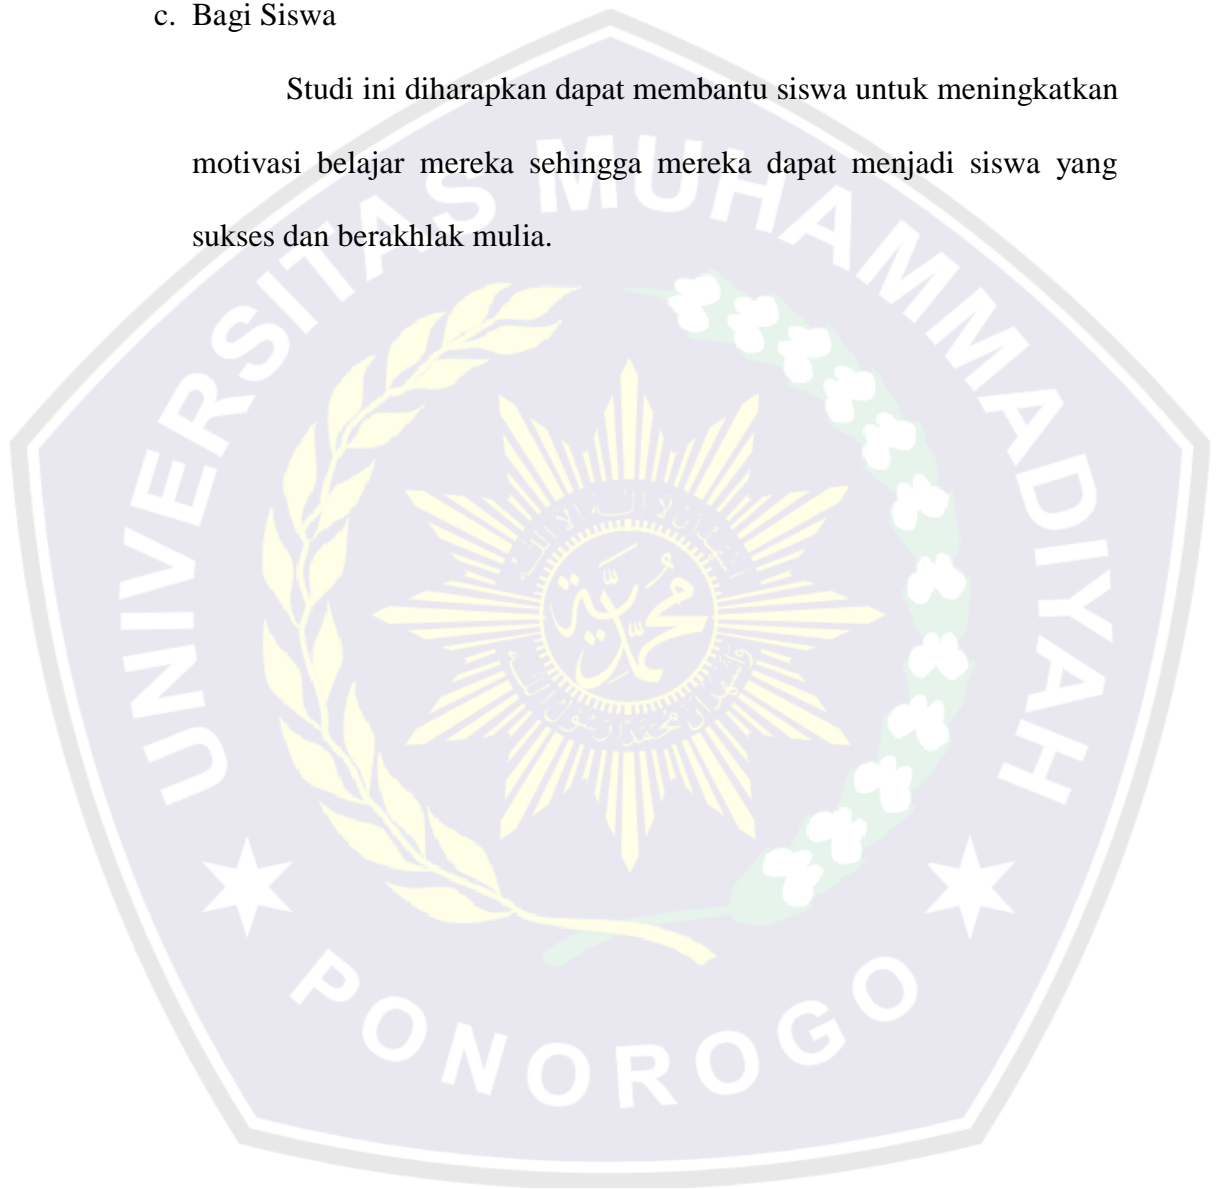 c. Bagi Siswa
Studi ini diharapkan dapat membantu siswa untuk meningkatkan
motivasi belajar mereka sehingga mereka dapat menjadi siswa yang
sukses dan berakhlak mulia.
UNIVERSITAS MUHAMMADIYAH
محمدية
PONOROGO